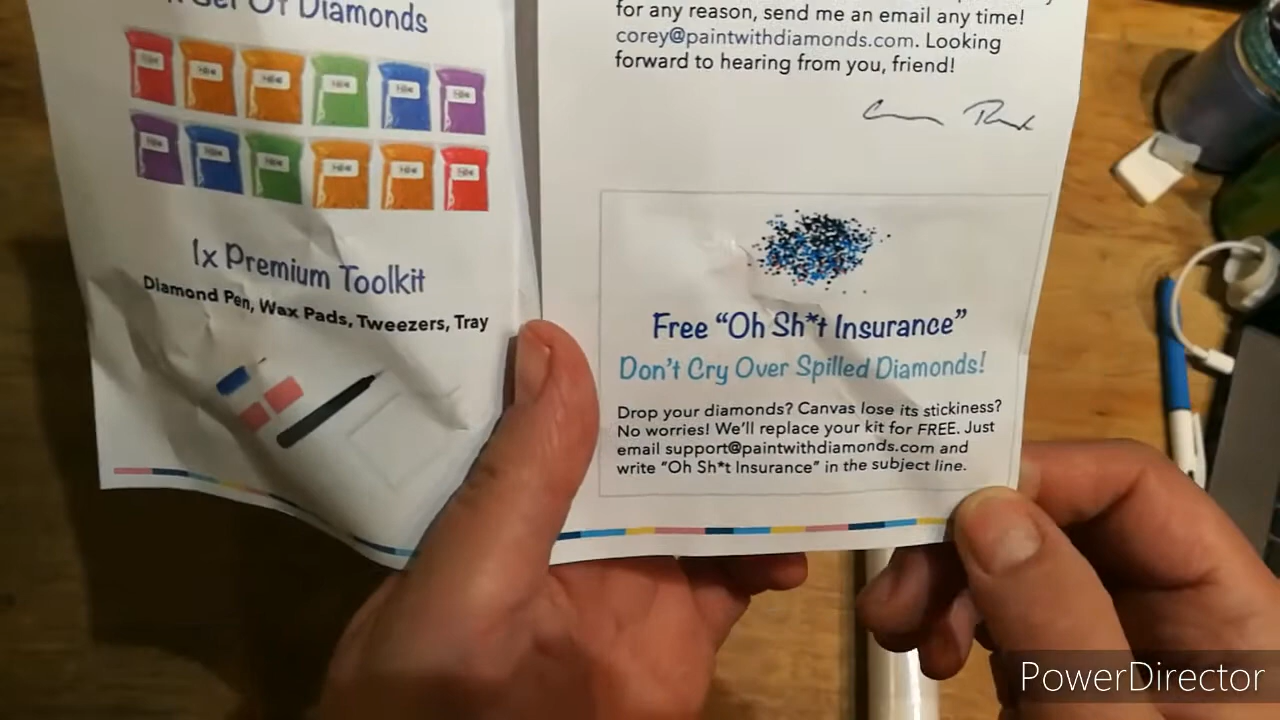 Set Of Diamonds
1x Premium Toolkit
Diamond Pen, Wax Pads, Tweezers, Tray
for any reason, send me an email any time!
corey@paintwithdiamonds.com. Looking
forward to hearing from you, friend!
Free “Oh Sh*t Insurance”
Don't Cry Over Spilled Diamonds!
Drop your diamonds? Canvas lose its stickiness?
No worries! We'll replace your kit for FREE. Just
email support@paintwithdiamonds.com and
write “Oh Sh*t Insurance” in the subject line.
PowerDirector